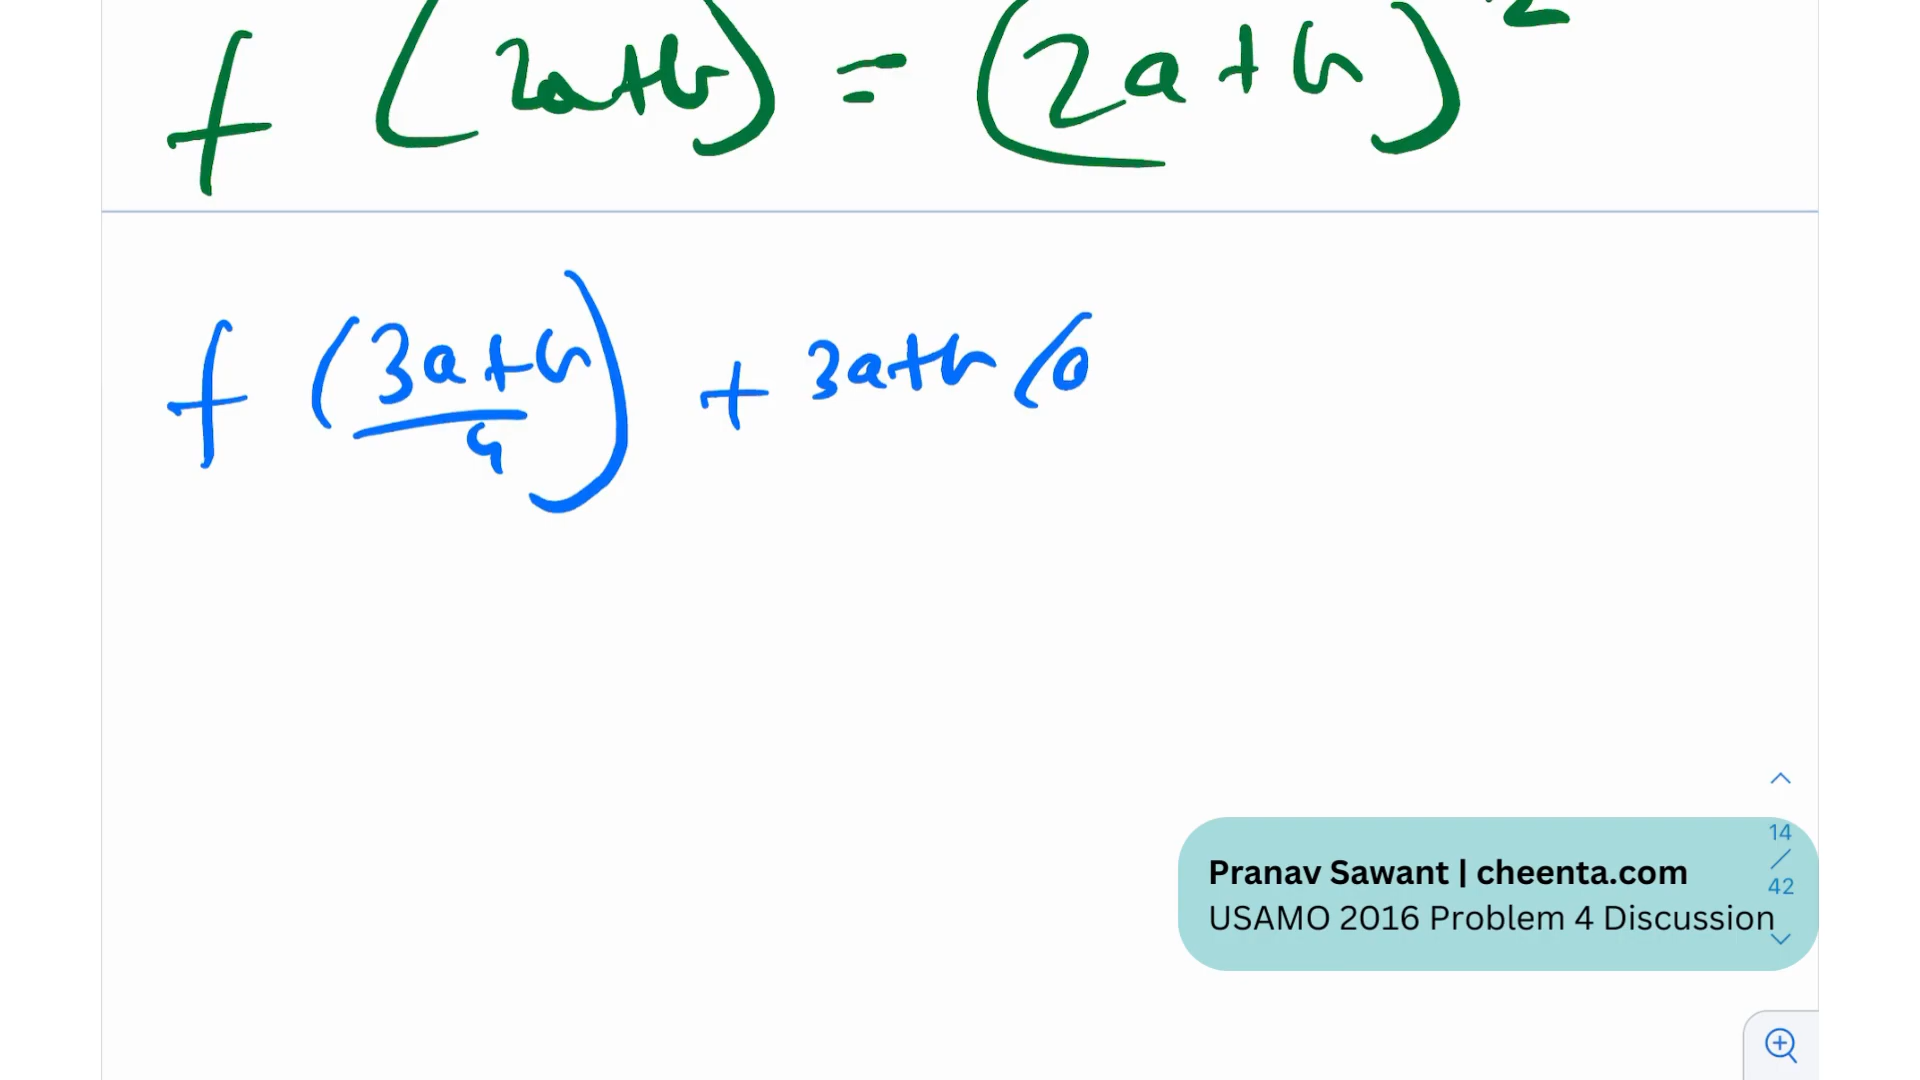 f (2a+b) = (2a+b)²
f (3a+b/4) + 3a+b (0
14
/
42
Pranav Sawant | cheenta.com
USAMO 2016 Problem 4 Discussion